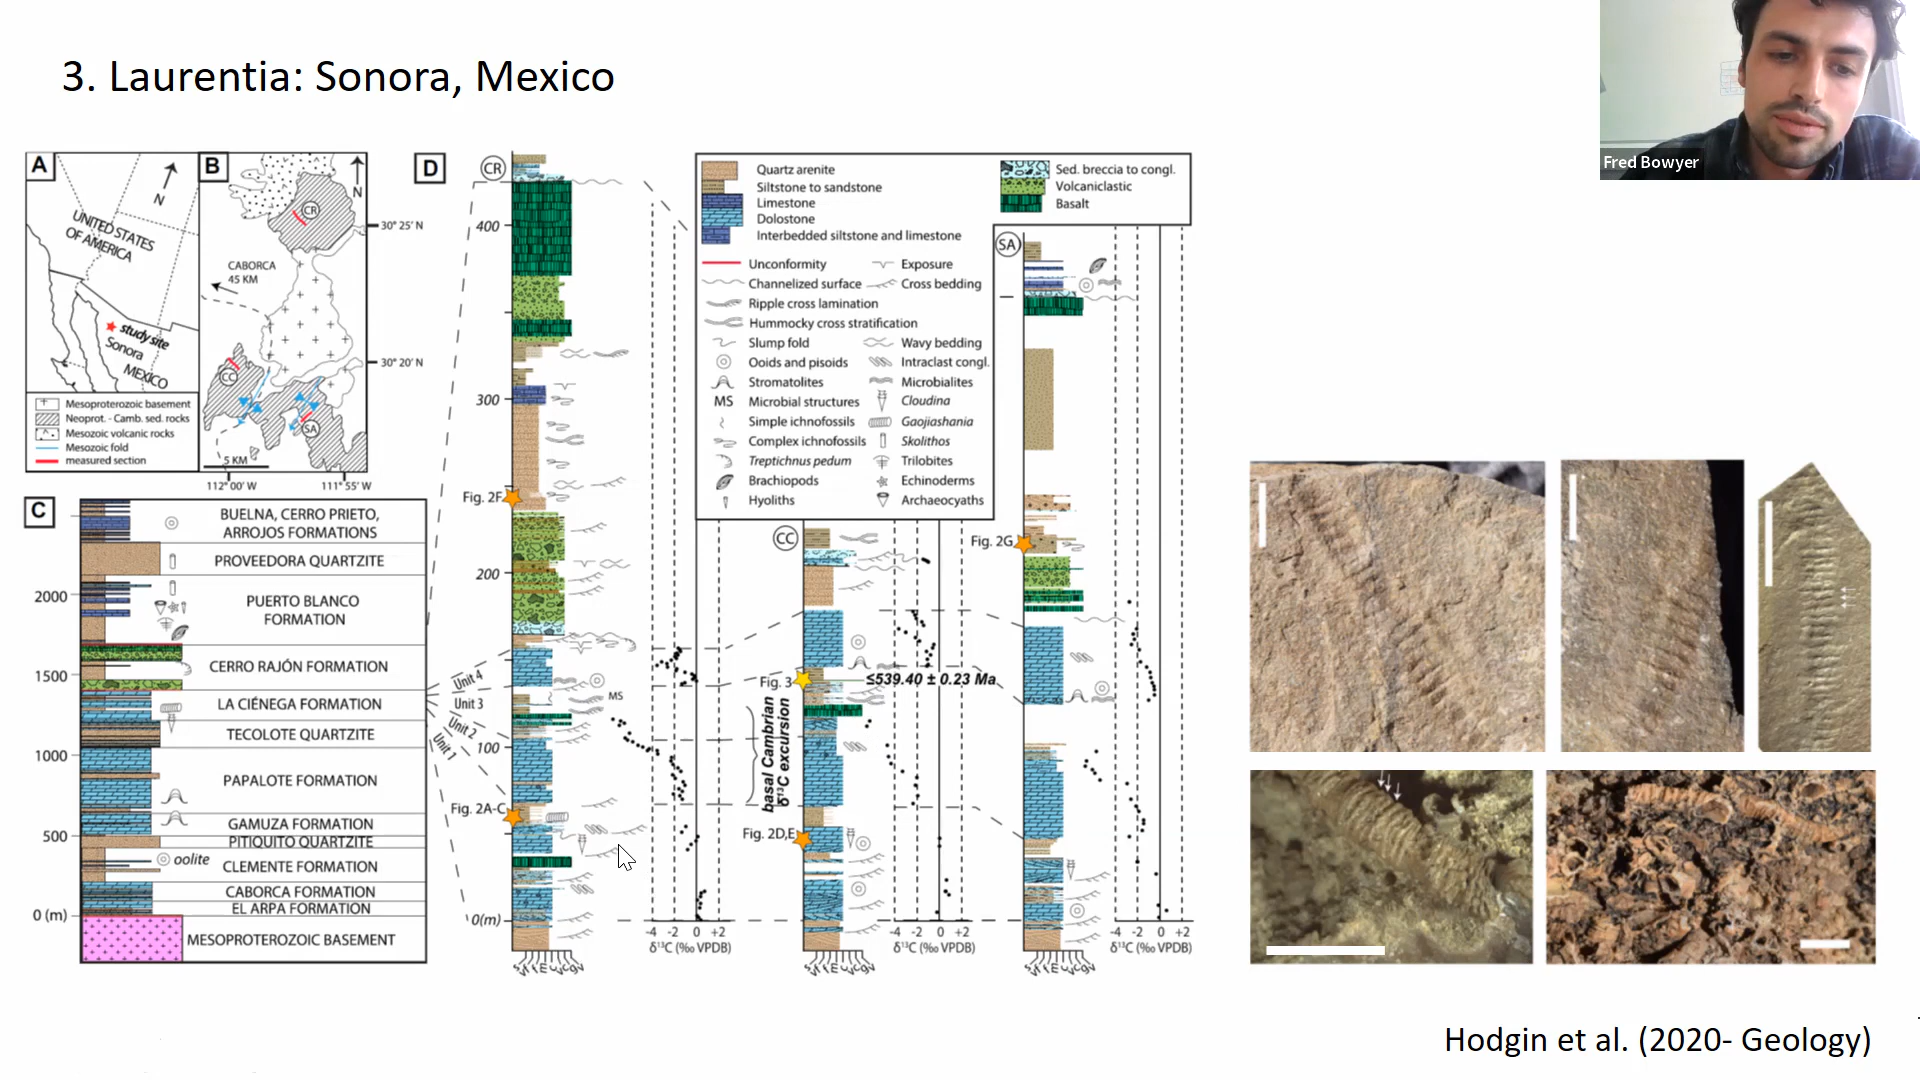 3. Laurentia: Sonora, Mexico
Fred Bowyer
A
N
UNITED STATES
OF AMERICA
study site
Sonora
MEXICO
Mesoproterozoic basement
Neoprot. - Camb. sed. rocks
Mesozoic volcanic rocks
Mesozoic fold
measured section
B
N
CR
30° 25' N
CABORCA
45 KM
30° 20' N
CC
SA
5 KM
112° 00' W
111° 55' W
C
BUELNA, CERRO PRIETO,
ARROJOS FORMATIONS
PROVEEDORA QUARTZITE
2000
PUERTO BLANCO
FORMATION
1500
CERRO RAJÓN FORMATION
LA CIÉNEGA FORMATION
TECOLOTE QUARTZITE
1000
PAPALOTE FORMATION
GAMUZA FORMATION
500
PITIQUITO QUARTZITE
oolite
CLEMENTE FORMATION
CABORCA FORMATION
EL ARPA FORMATION
0 (m)
MESOPROTEROZOIC BASEMENT
D
CR
400
300
Fig. 2F
200
Unit 4
Unit 3
Unit 2
Unit 1
MS
100
Fig. 2A-C
0(m)
-4 -2 0 +2
δ¹³C (‰ VPDB)
Quartz arenite
Siltstone to sandstone
Limestone
Dolostone
Interbedded siltstone and limestone
Sed. breccia to congl.
Volcaniclastic
Basalt
Unconformity
Exposure
Channelized surface
Cross bedding
Ripple cross lamination
Hummocky cross stratification
Slump fold
Wavy bedding
Ooids and pisoids
Intraclast congl.
Stromatolites
Microbialites
MS Microbial structures
Cloudina
Simple ichnofossils
Gaojiashania
Complex ichnofossils
Skolithos
Treptichnus pedum
Trilobites
Brachiopods
Echinoderms
Hyoliths
Archaeocyaths
CC
Fig. 3
≤539.40 ± 0.23 Ma
basal Cambrian
δ¹³C excursion
Fig. 2D,E
-4 -2 0 +2
δ¹³C (‰ VPDB)
SA
Fig. 2G
-4 -2 0 +2
δ¹³C (‰ VPDB)
Hodgin et al. (2020- Geology)